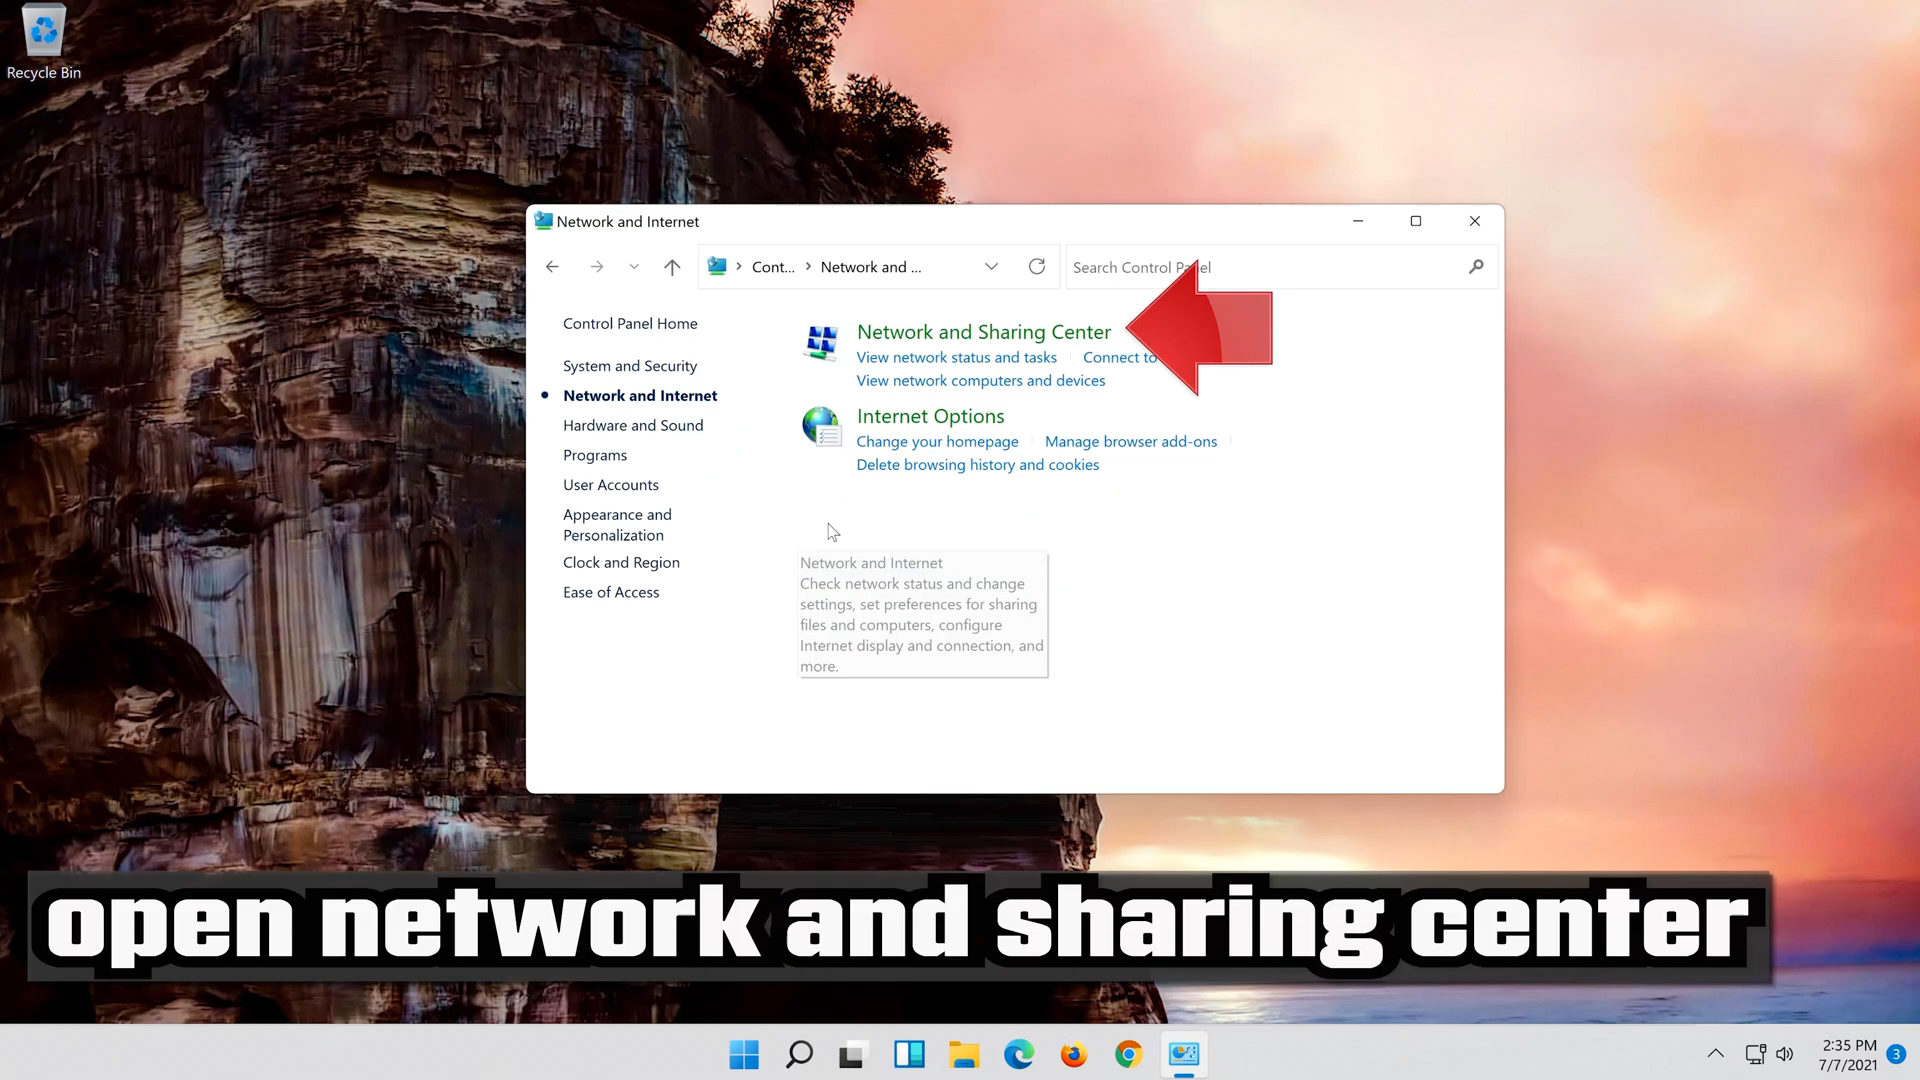 Recycle Bin
Network and Internet
Cont...
Network and ...
Search Control P
el
Control Panel Home
System and Security
Network and Internet
Hardware and Sound
Programs
User Accounts
Appearance and
Personalization
Clock and Region
Ease of Access
Network and Sharing Center
View network status and tasks
Connect to
View network computers and devices
Internet Options
Change your homepage
Manage browser add-ons
Delete browsing history and cookies
Network and Internet
Check network status and change
settings, set preferences for sharing
files and computers, configure
Internet display and connection, and
more.
open network and sharing center
2:35 PM
7/7/2021
3